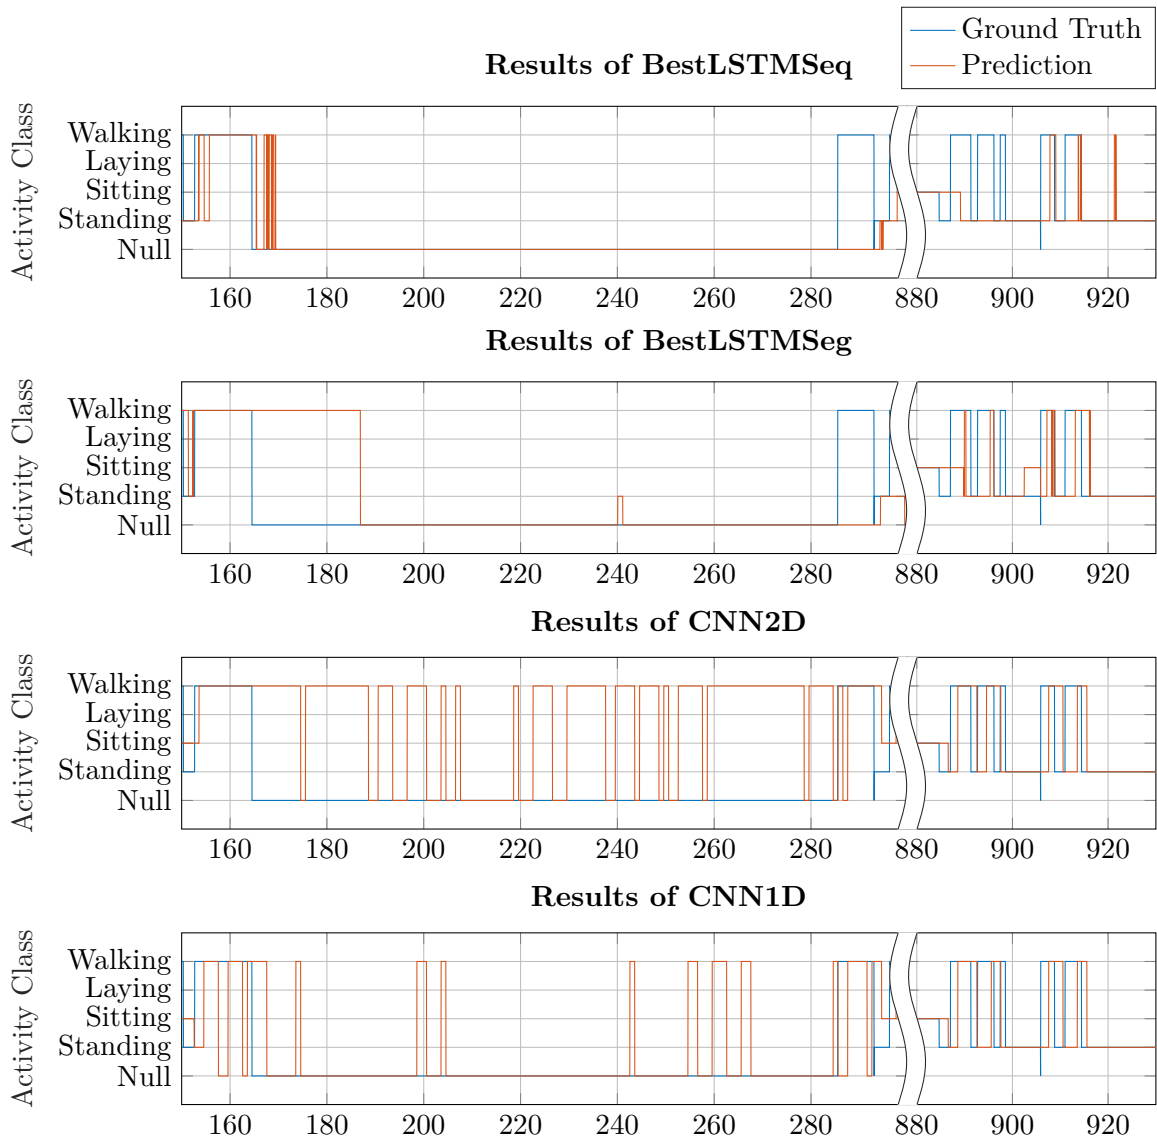 Ground Truth
Prediction
Results of BestLSTMSeq
Activity Class
Walking
Laying
Sitting
Standing
Null
160 180 200 220 240 260 280 880 900 920
Results of BestLSTMSeg
Activity Class
Walking
Laying
Sitting
Standing
Null
160 180 200 220 240 260 280 880 900 920
Results of CNN2D
Activity Class
Walking
Laying
Sitting
Standing
Null
160 180 200 220 240 260 280 880 900 920
Results of CNN1D
Activity Class
Walking
Laying
Sitting
Standing
Null
160 180 200 220 240 260 280 880 900 920